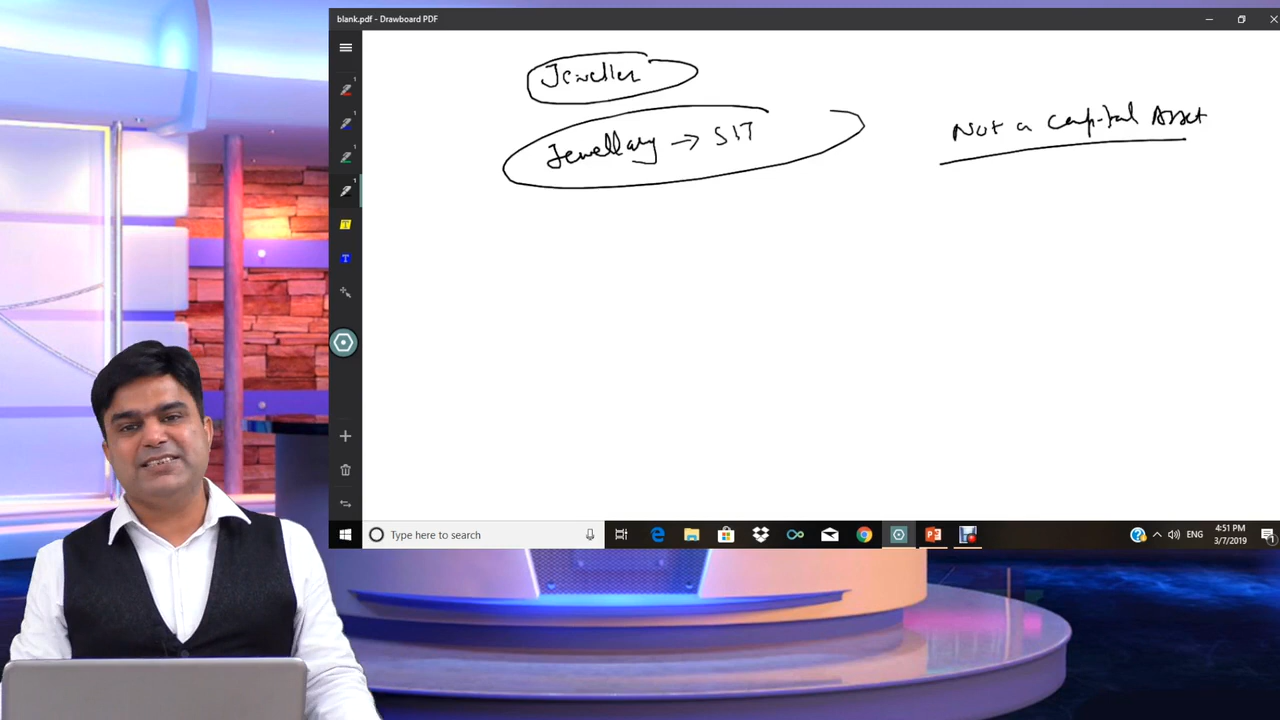 blank.pdf - Drawboard PDF
Jeweller
Jewellary → SIT
Not a Capital Asset
Type here to search
ENG
4:51 PM
3/7/2019